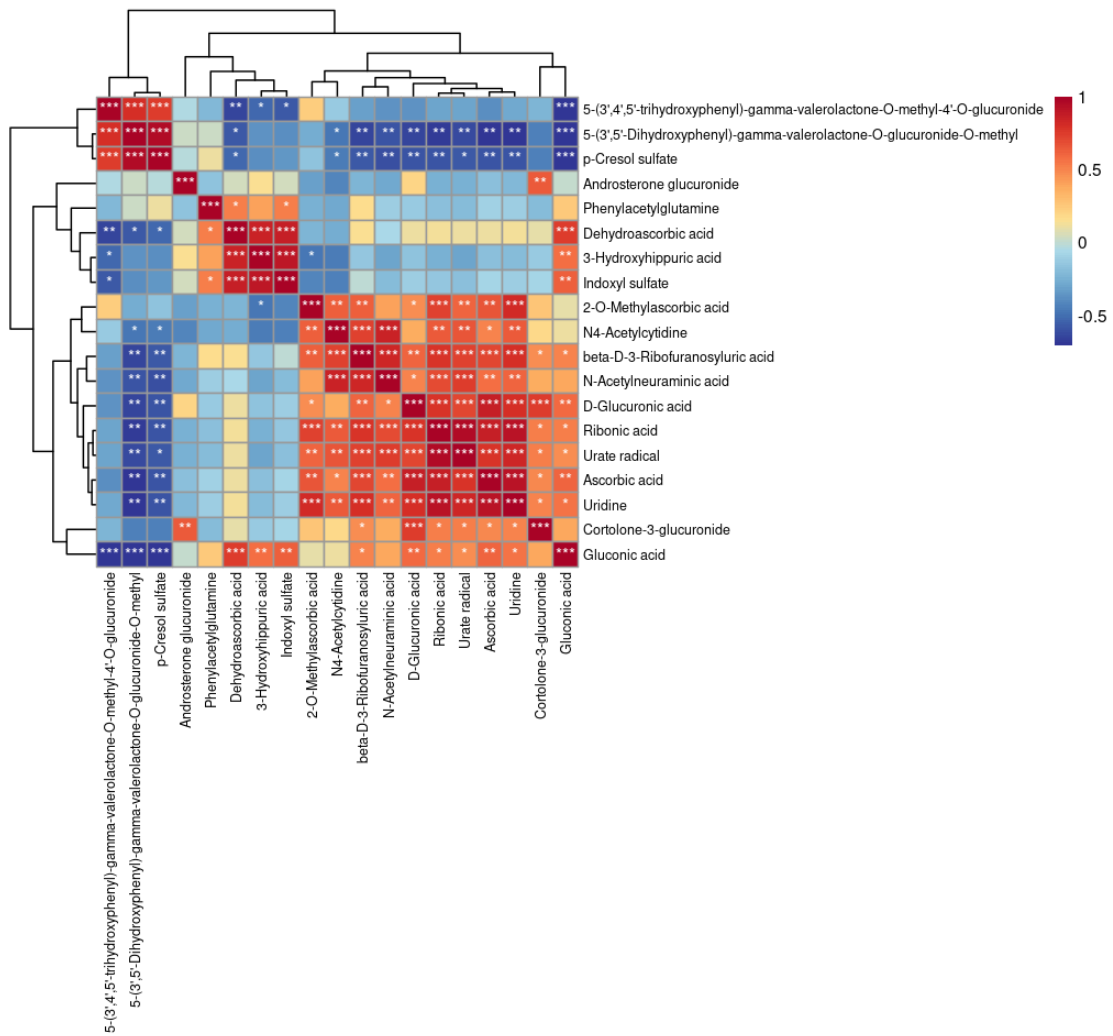 *** *** *** ** * * *** 5-(3',4',5'-trihydroxyphenyl)-gamma-valerolactone-O-methyl-4'-O-glucuronide
*** *** *** * * ** ** ** ** ** ** ** *** 5-(3',5'-Dihydroxyphenyl)-gamma-valerolactone-O-glucuronide-O-methyl
*** *** *** * * ** ** ** ** * ** ** *** p-Cresol sulfate
*** ** Androsterone glucuronide
*** * * Phenylacetylglutamine
** * * *** *** *** *** Dehydroascorbic acid
* *** *** *** * ** 3-Hydroxyhippuric acid
* * *** *** *** ** Indoxyl sulfate
* *** ** ** *** ** ** *** 2-O-Methylascorbic acid
* * ** *** *** *** ** ** * ** N4-Acetylcytidine
** ** ** *** *** *** ** *** *** *** *** * * beta-D-3-Ribofuranosyluric acid
** ** *** *** *** * *** *** ** ** N-Acetylneuraminic acid
** ** * ** * *** *** *** *** *** *** ** D-Glucuronic acid
** ** *** ** *** *** *** *** *** *** *** * * Ribonic acid
** * ** ** *** *** *** *** *** *** *** * * Urate radical
** ** ** * *** ** *** *** *** *** *** * ** Ascorbic acid
** ** *** ** *** ** *** *** *** *** *** * * Uridine
** * *** * * * * *** Cortolone-3-glucuronide
*** *** *** *** ** ** * ** * * ** * *** Gluconic acid
5-(3',4',5'-trihydroxyphenyl)-gamma-valerolactone-O-methyl-4'-O-glucuronide
5-(3',5'-Dihydroxyphenyl)-gamma-valerolactone-O-glucuronide-O-methyl
p-Cresol sulfate
Androsterone glucuronide
Phenylacetylglutamine
Dehydroascorbic acid
3-Hydroxyhippuric acid
Indoxyl sulfate
2-O-Methylascorbic acid
N4-Acetylcytidine
beta-D-3-Ribofuranosyluric acid
N-Acetylneuraminic acid
D-Glucuronic acid
Ribonic acid
Urate radical
Ascorbic acid
Uridine
Cortolone-3-glucuronide
Gluconic acid
1
0.5
0
-0.5